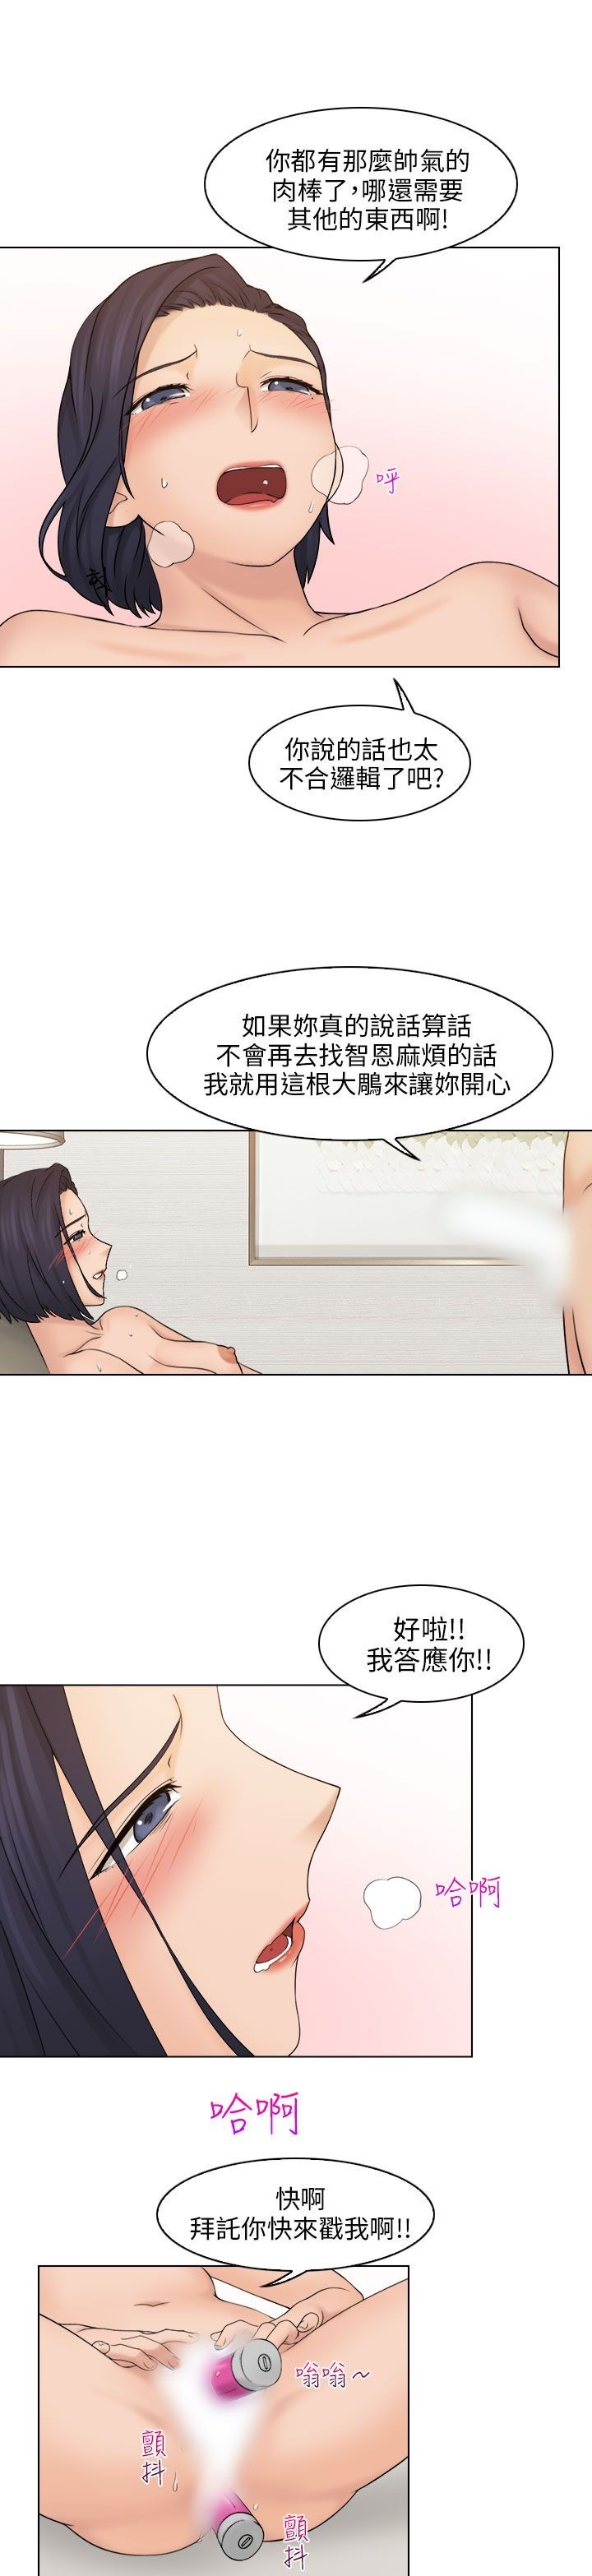 你都有那麼帥氣的
肉棒了，哪還需要
其他的東西啊!
呼
你說的話也太
不合邏輯了吧?
如果妳真的說話算話
不會再去找智恩麻煩的話
我就用這根大鵰來讓妳開心
好啦!!
我答應你!!
哈啊
哈啊
快啊
拜託你快來戳我啊!!
嗡嗡~
顫抖
顫抖